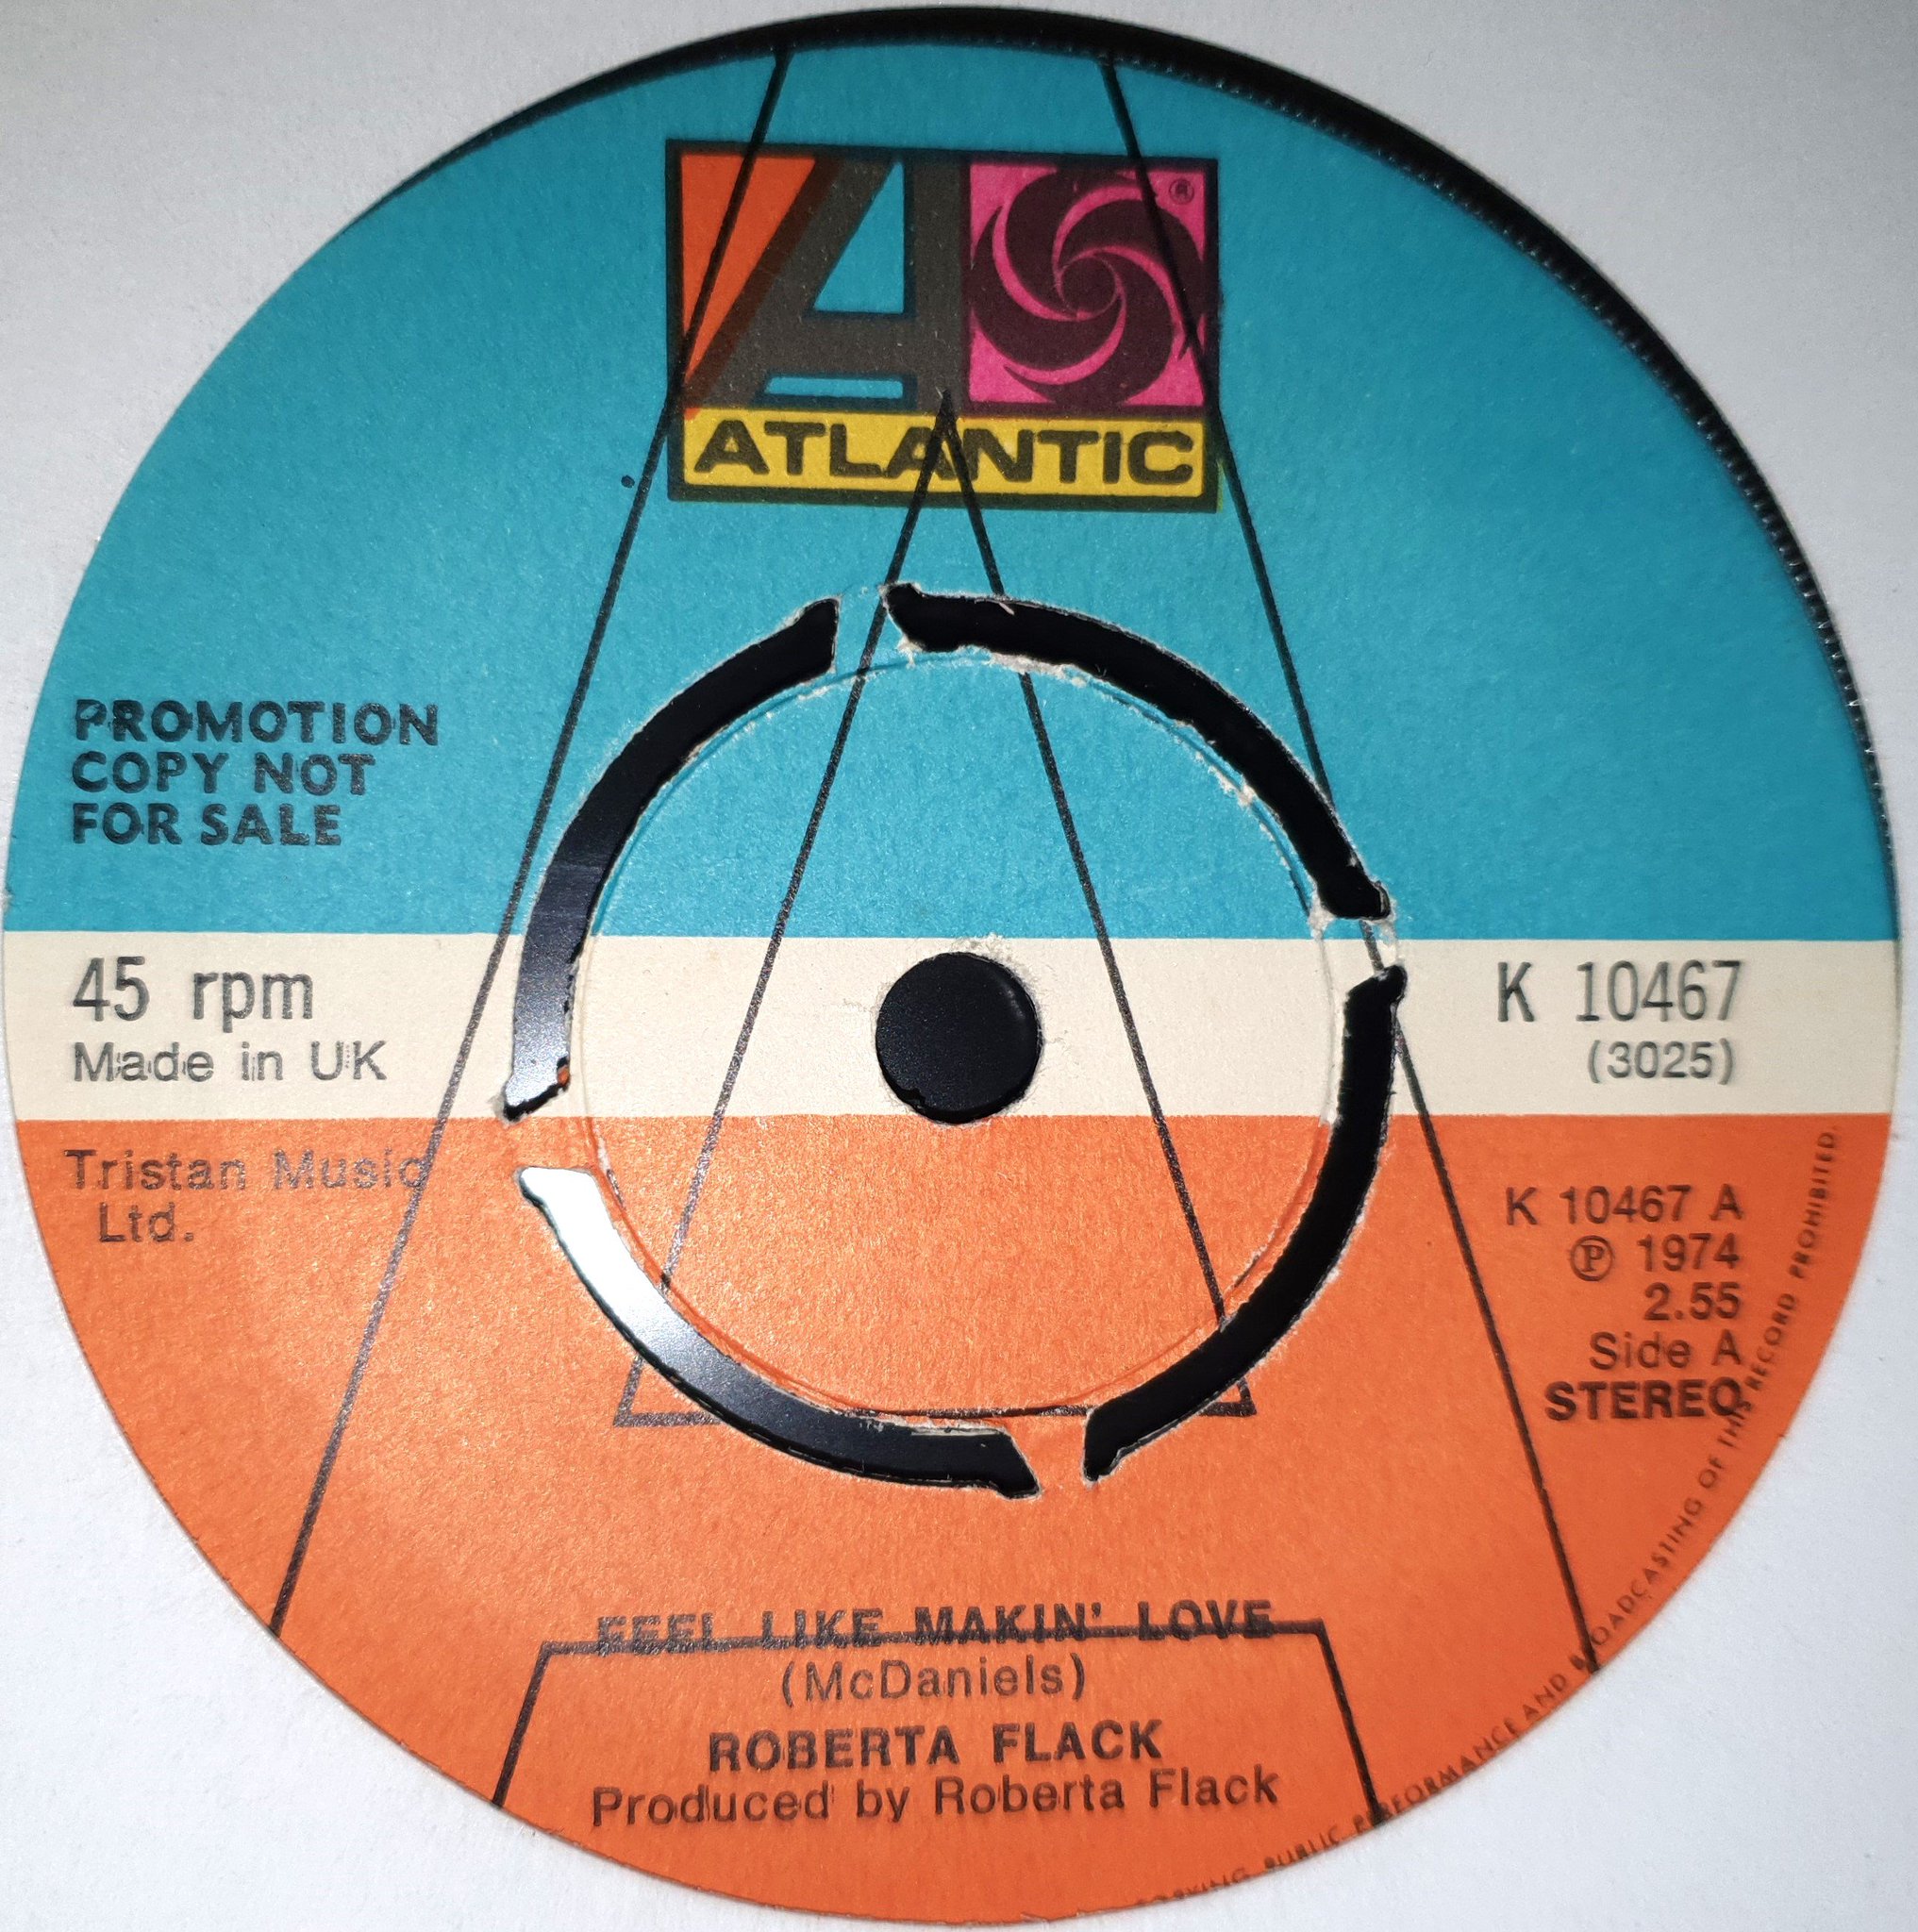 ®
ATLANTIC
PROMOTION
COPY NOT
FOR SALE
45 rpm
Made in UK
K 10467
(3025)
Tristan Music
Ltd.
K 10467 A
Ⓟ 1974
2.55
Side A
STEREO
FEEL LIKE MAKIN' LOVE
(McDaniels)
ROBERTA FLACK
Produced by Roberta Flack
PUBLIC PERFORMANCE AND BROADCASTING OF THIS RECORD PROHIBITED.